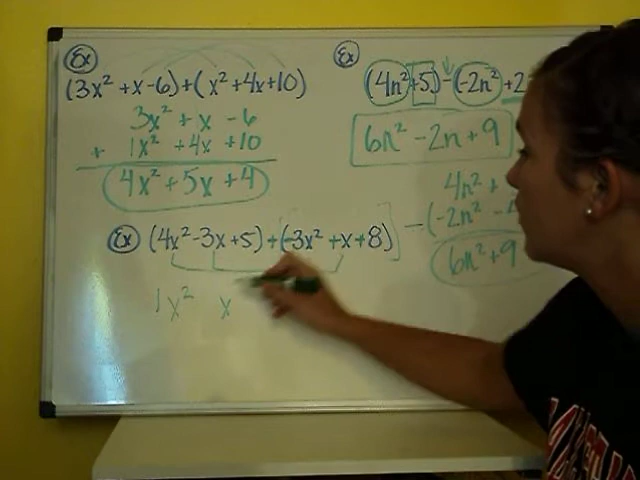 Ex
(3x² + x - 6) + (x² + 4x + 10)
3x² + x - 6
+ 1x² + 4x + 10
4x² + 5x + 4
Ex
(4n² + 5) - (-2n² + 2
6n² - 2n + 9
4n² +
- (-2n² -
6n² + 9
Ex (4x² - 3x + 5) + (-3x² + x + 8)
1x² x